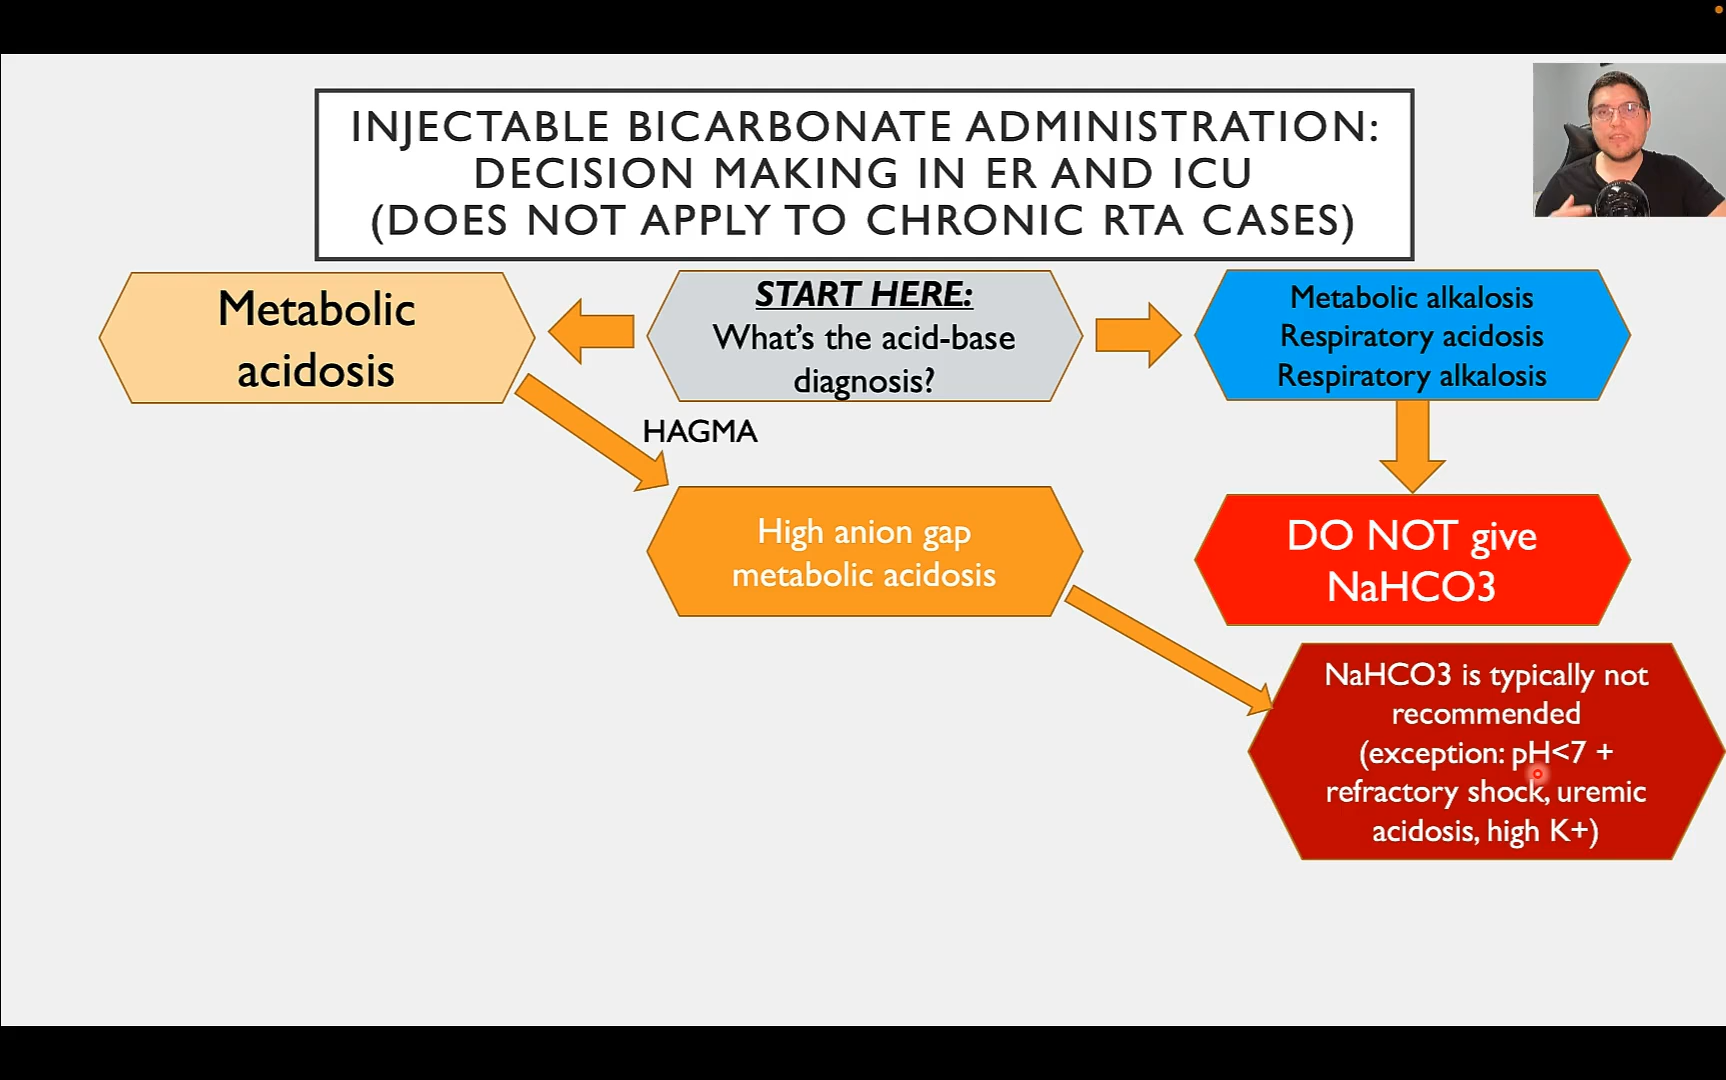 INJECTABLE BICARBONATE ADMINISTRATION:
DECISION MAKING IN ER AND ICU
(DOES NOT APPLY TO CHRONIC RTA CASES)
Metabolic
acidosis
START HERE:
What's the acid-base
diagnosis?
Metabolic alkalosis
Respiratory acidosis
Respiratory alkalosis
HAGMA
High anion gap
metabolic acidosis
DO NOT give
NaHCO3
NaHCO3 is typically not
recommended
(exception: pH<7 +
refractory shock, uremic
acidosis, high K+)